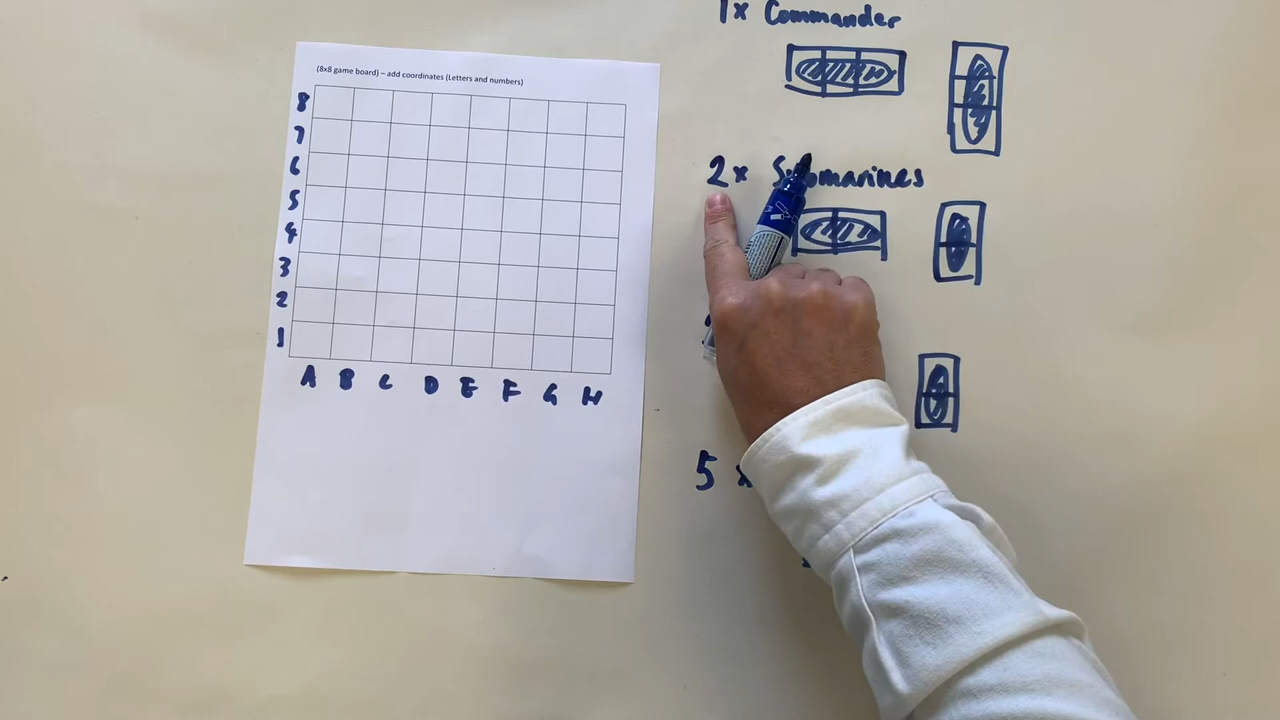 1x Commander
(8x8 game board) – add coordinates (Letters and numbers)
8
7
6
5
4
3
2
1
A B C D E F G H
2x Submarines
5 x